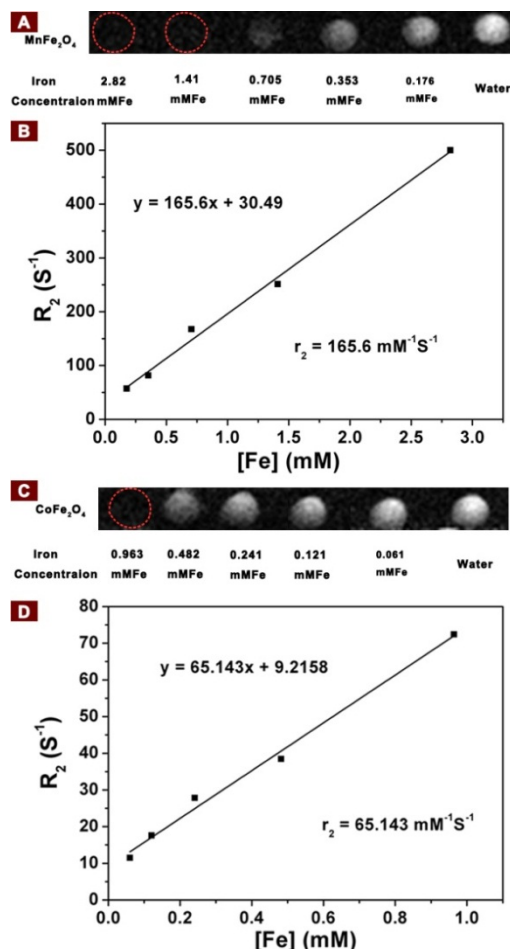 A
MnFe₂O₄
Iron 2.82 1.41 0.705 0.353 0.176 Water
Concentraion mMFe mMFe mMFe mMFe mMFe
B
500
400
300
200
100
0
R₂ (S⁻¹)
y = 165.6x + 30.49
r₂ = 165.6 mM⁻¹S⁻¹
0.0 0.5 1.0 1.5 2.0 2.5 3.0
[Fe] (mM)
C
CoFe₂O₄
Iron 0.963 0.482 0.241 0.121 0.061 Water
Concentraion mMFe mMFe mMFe mMFe mMFe
D
80
70
60
50
40
30
20
10
0
R₂ (S⁻¹)
y = 65.143x + 9.2158
r₂ = 65.143 mM⁻¹S⁻¹
0.0 0.2 0.4 0.6 0.8 1.0
[Fe] (mM)